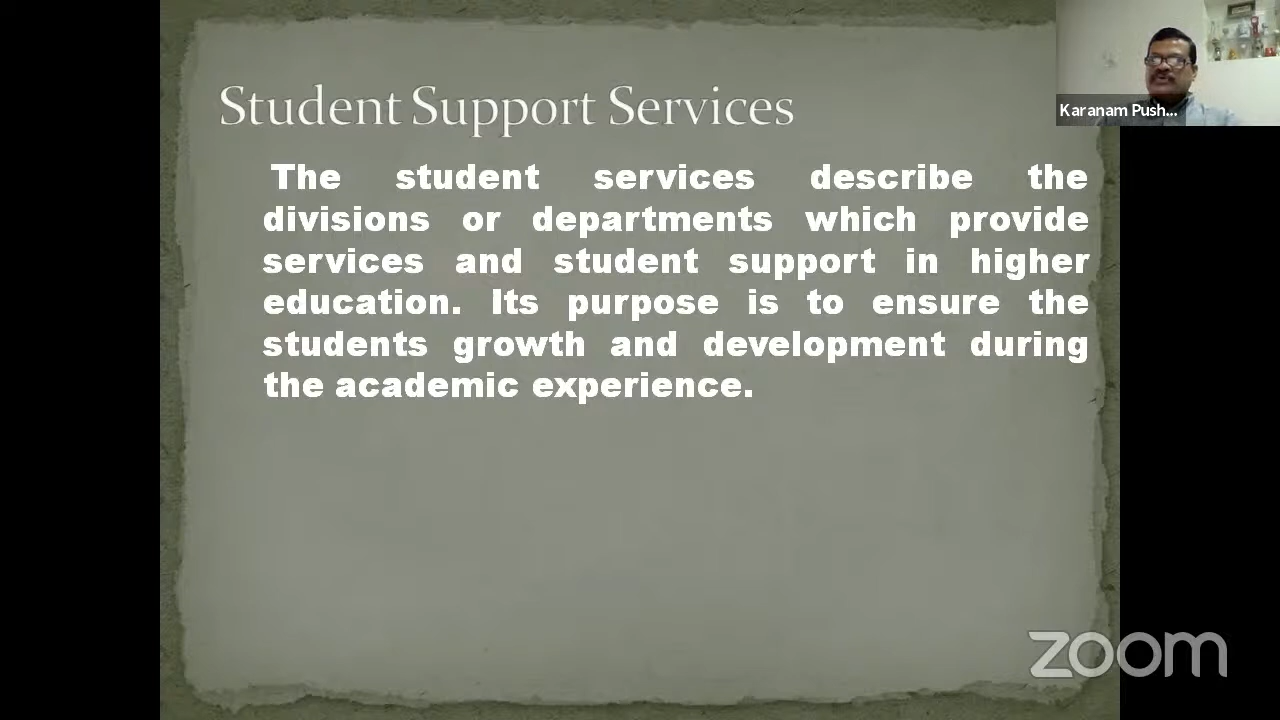 Student Support Services
The student services describe the
divisions or departments which provide
services and student support in higher
education. Its purpose is to ensure the
students growth and development during
the academic experience.
Karanam Push...
zoom